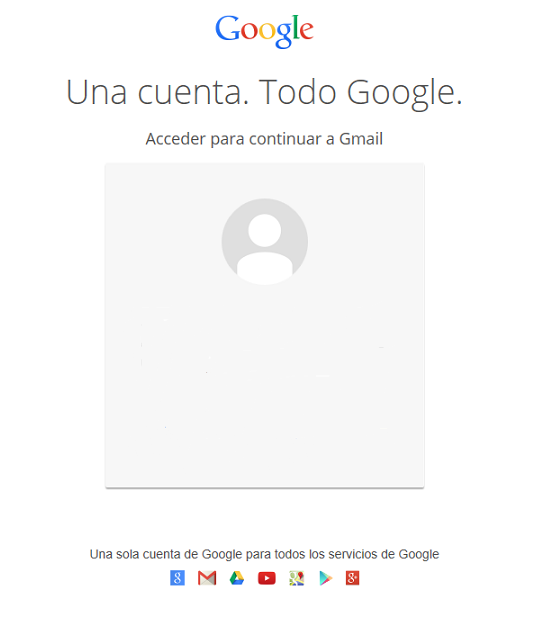 Google
Una cuenta. Todo Google.
Acceder para continuar a Gmail
Una sola cuenta de Google para todos los servicios de Google